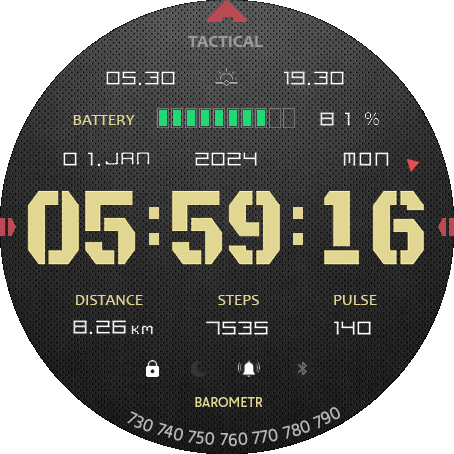 TACTICAL
05.30 19.30
BATTERY 81 %
01.JAN 2024 MON
05:59:16
DISTANCE STEPS PULSE
8.26 KM 7535 140
BAROMETR
730 740 750 760 770 780 790